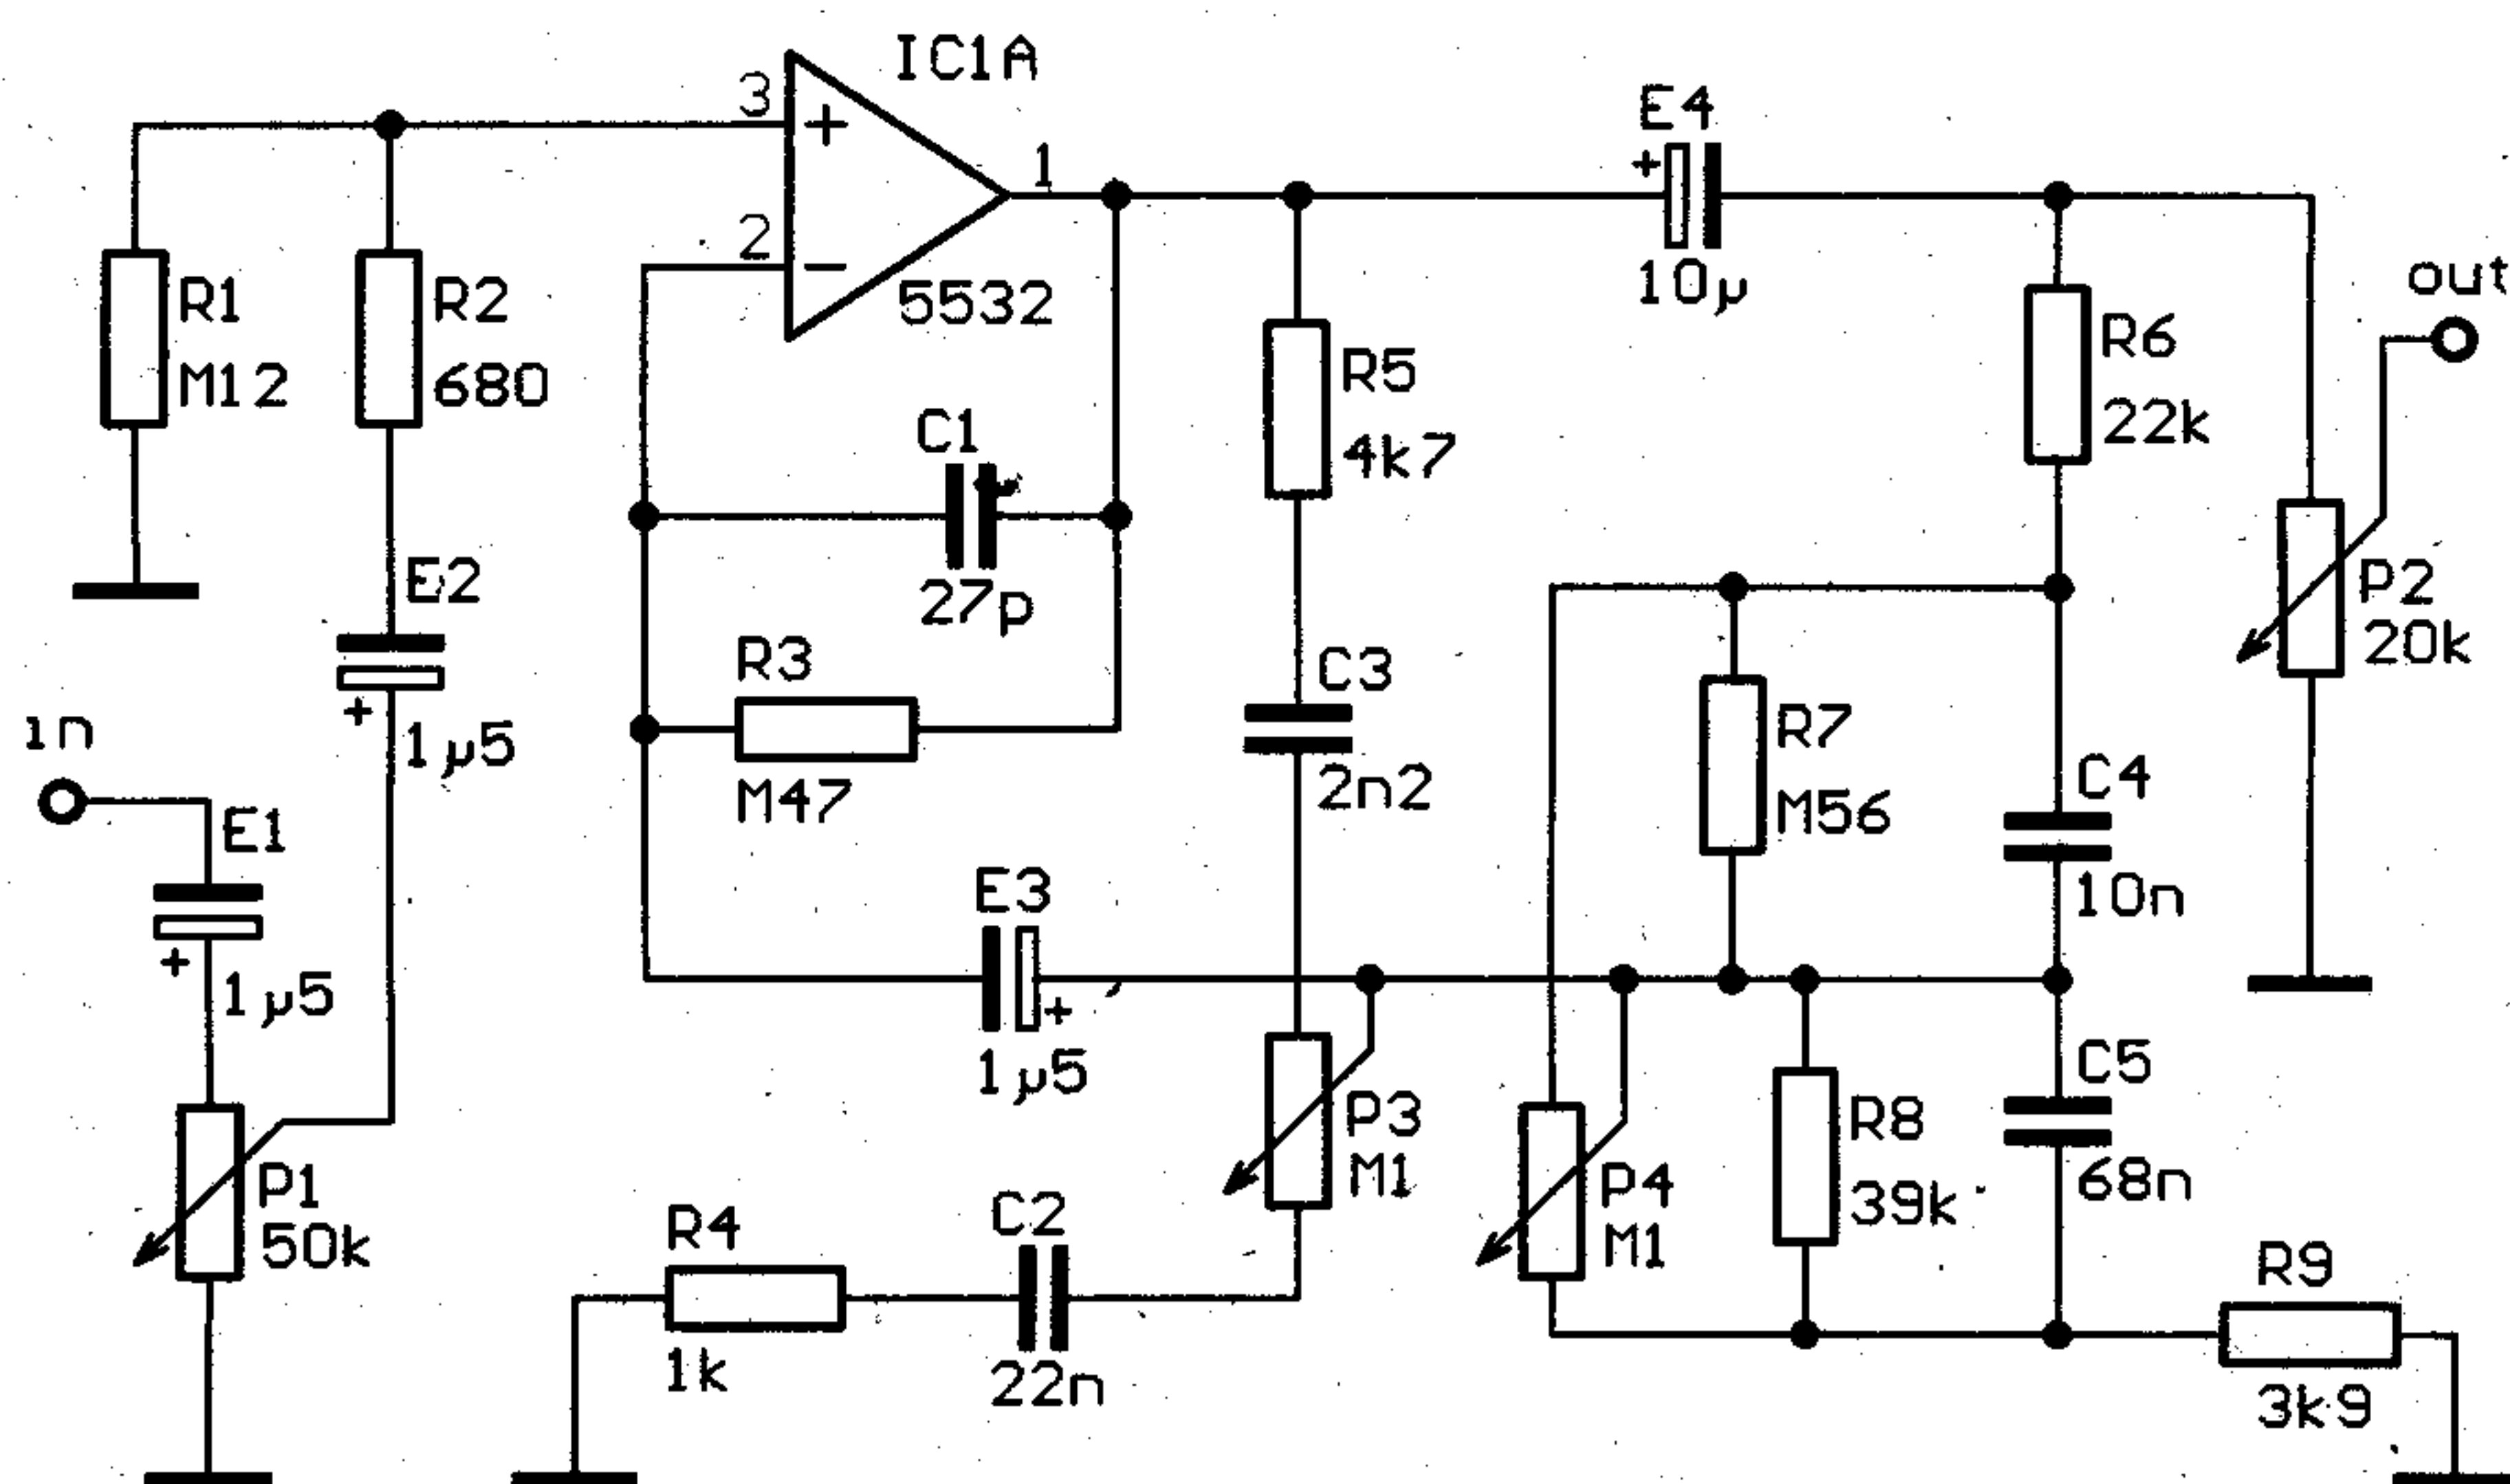 IC1A
3
+
1
2
−
5532
E4
+
10µ
out
R1
M12
R2
680
R5
4k7
R6
22k
C1
27p
E2
+
1µ5
R3
M47
C3
2n2
P2
20k
in
E1
+
1µ5
R7
M56
C4
10n
E3
+
1µ5
P1
50k
P3
M1
P4
M1
R8
39k
C5
68n
R4
1k
C2
22n
R9
3k9